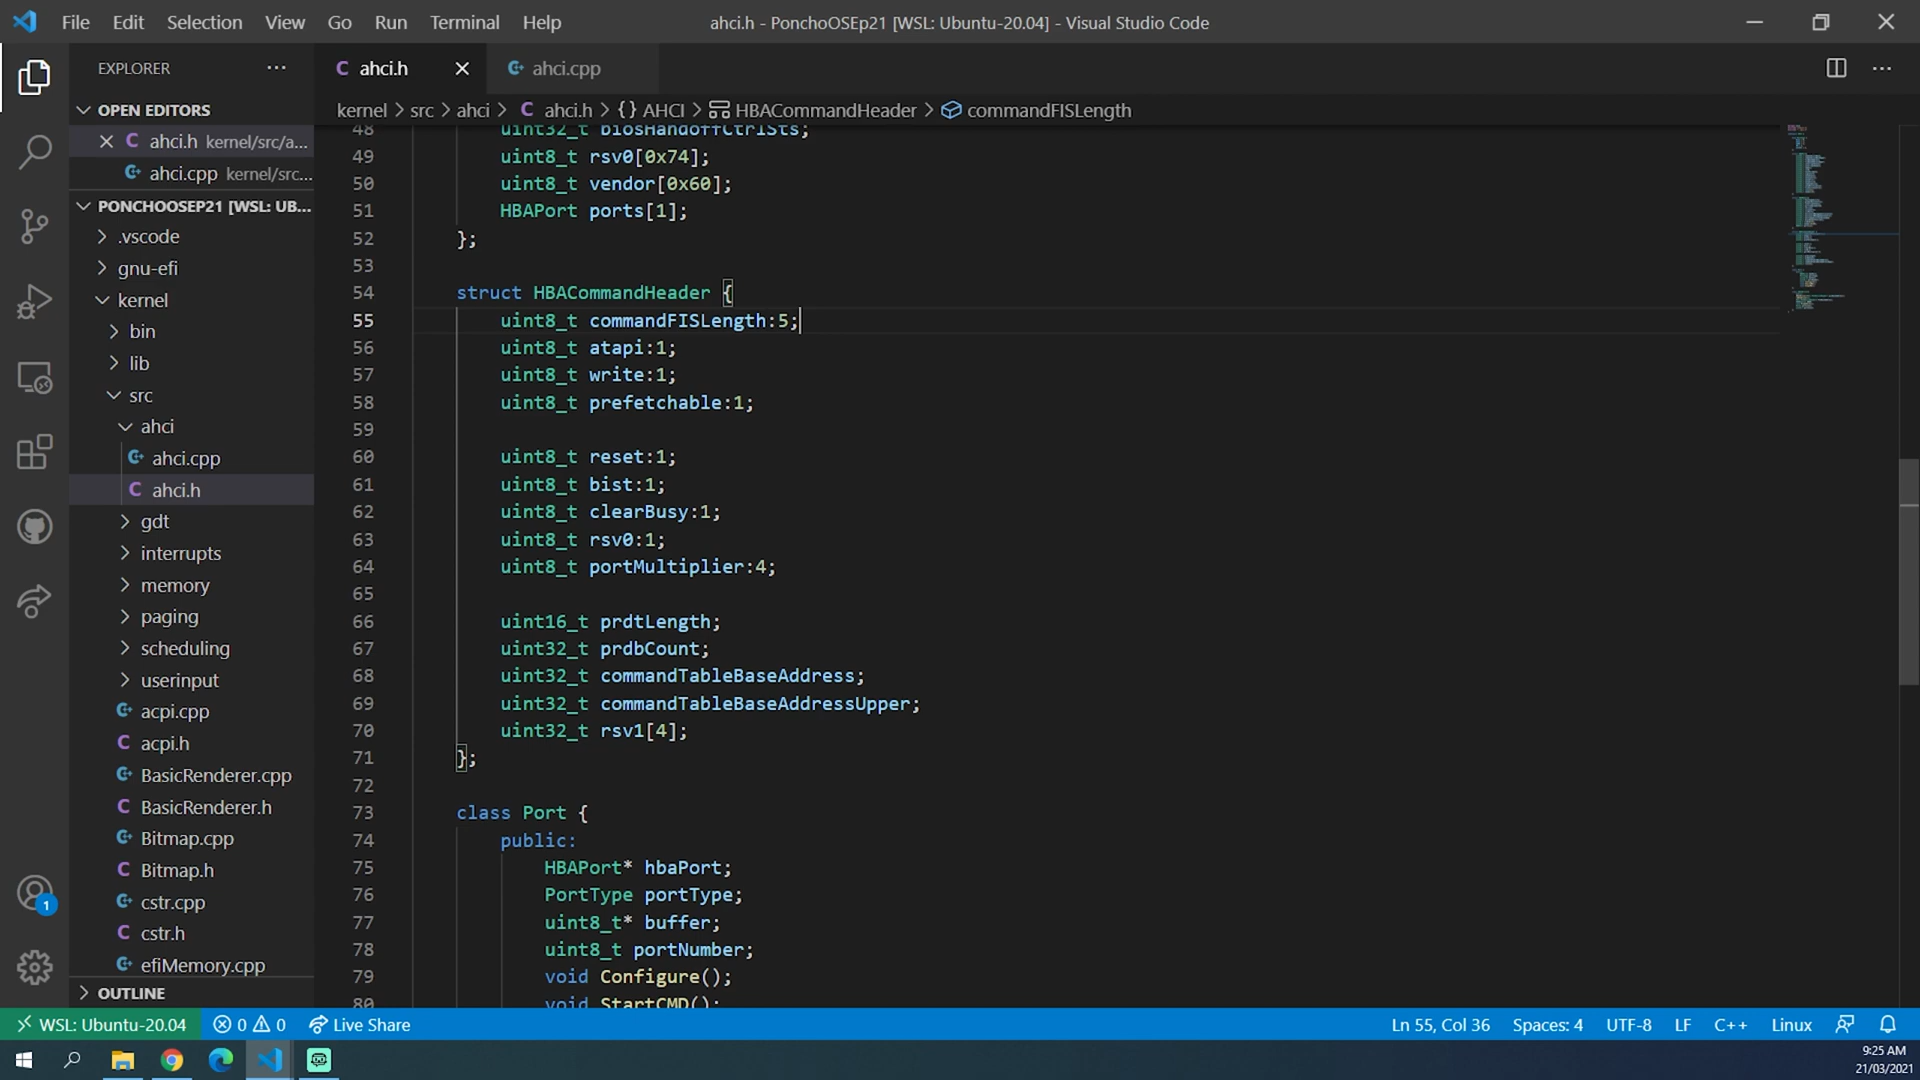 File Edit Selection View Go Run Terminal Help
ahci.h - PonchoOSEp21 [WSL: Ubuntu-20.04] - Visual Studio Code
EXPLORER
OPEN EDITORS
ahci.h kernel/src/a...
ahci.cpp kernel/src...
PONCHOOSEP21 [WSL: UB...
.vscode
gnu-efi
kernel
bin
lib
src
ahci
ahci.cpp
ahci.h
gdt
interrupts
memory
paging
scheduling
userinput
acpi.cpp
acpi.h
BasicRenderer.cpp
BasicRenderer.h
Bitmap.cpp
Bitmap.h
cstr.cpp
cstr.h
efiMemory.cpp
OUTLINE
1
ahci.h
ahci.cpp
kernel > src > ahci > C ahci.h > {} AHCI > HBACommandHeader > commandFISLength
48 uint32_t biosHandoffCtrlSts;
49 uint8_t rsv0[0x74];
50 uint8_t vendor[0x60];
51 HBAPort ports[1];
52 };
53
54 struct HBACommandHeader {
55 uint8_t commandFISLength:5;
56 uint8_t atapi:1;
57 uint8_t write:1;
58 uint8_t prefetchable:1;
59
60 uint8_t reset:1;
61 uint8_t bist:1;
62 uint8_t clearBusy:1;
63 uint8_t rsv0:1;
64 uint8_t portMultiplier:4;
65
66 uint16_t prdtLength;
67 uint32_t prdbCount;
68 uint32_t commandTableBaseAddress;
69 uint32_t commandTableBaseAddressUpper;
70 uint32_t rsv1[4];
71 };
72
73 class Port {
74 public:
75 HBAPort* hbaPort;
76 PortType portType;
77 uint8_t* buffer;
78 uint8_t portNumber;
79 void Configure();
80 void StartCMD();
WSL: Ubuntu-20.04 0 0 Live Share Ln 55, Col 36 Spaces: 4 UTF-8 LF C++ Linux
9:25 AM
21/03/2021